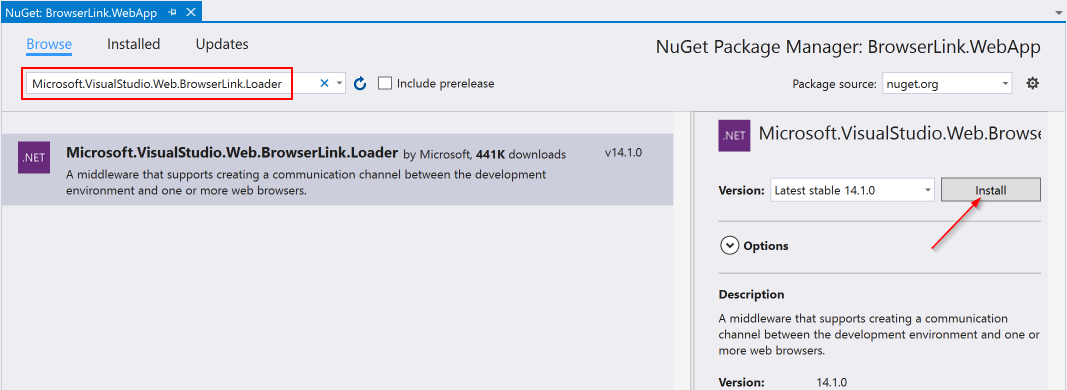 NuGet: BrowserLink.WebApp
Browse Installed Updates
NuGet Package Manager: BrowserLink.WebApp
Microsoft.VisualStudio.Web.BrowserLink.Loader
Include prerelease
Package source: nuget.org
.NET
Microsoft.VisualStudio.Web.BrowserLink.Loader by Microsoft, 441K downloads
v14.1.0
A middleware that supports creating a communication channel between the development
environment and one or more web browsers.
.NET
Microsoft.VisualStudio.Web.Browse
Version: Latest stable 14.1.0 Install
Options
Description
A middleware that supports creating a communication
channel between the development environment and one or
more web browsers.
Version: 14.1.0